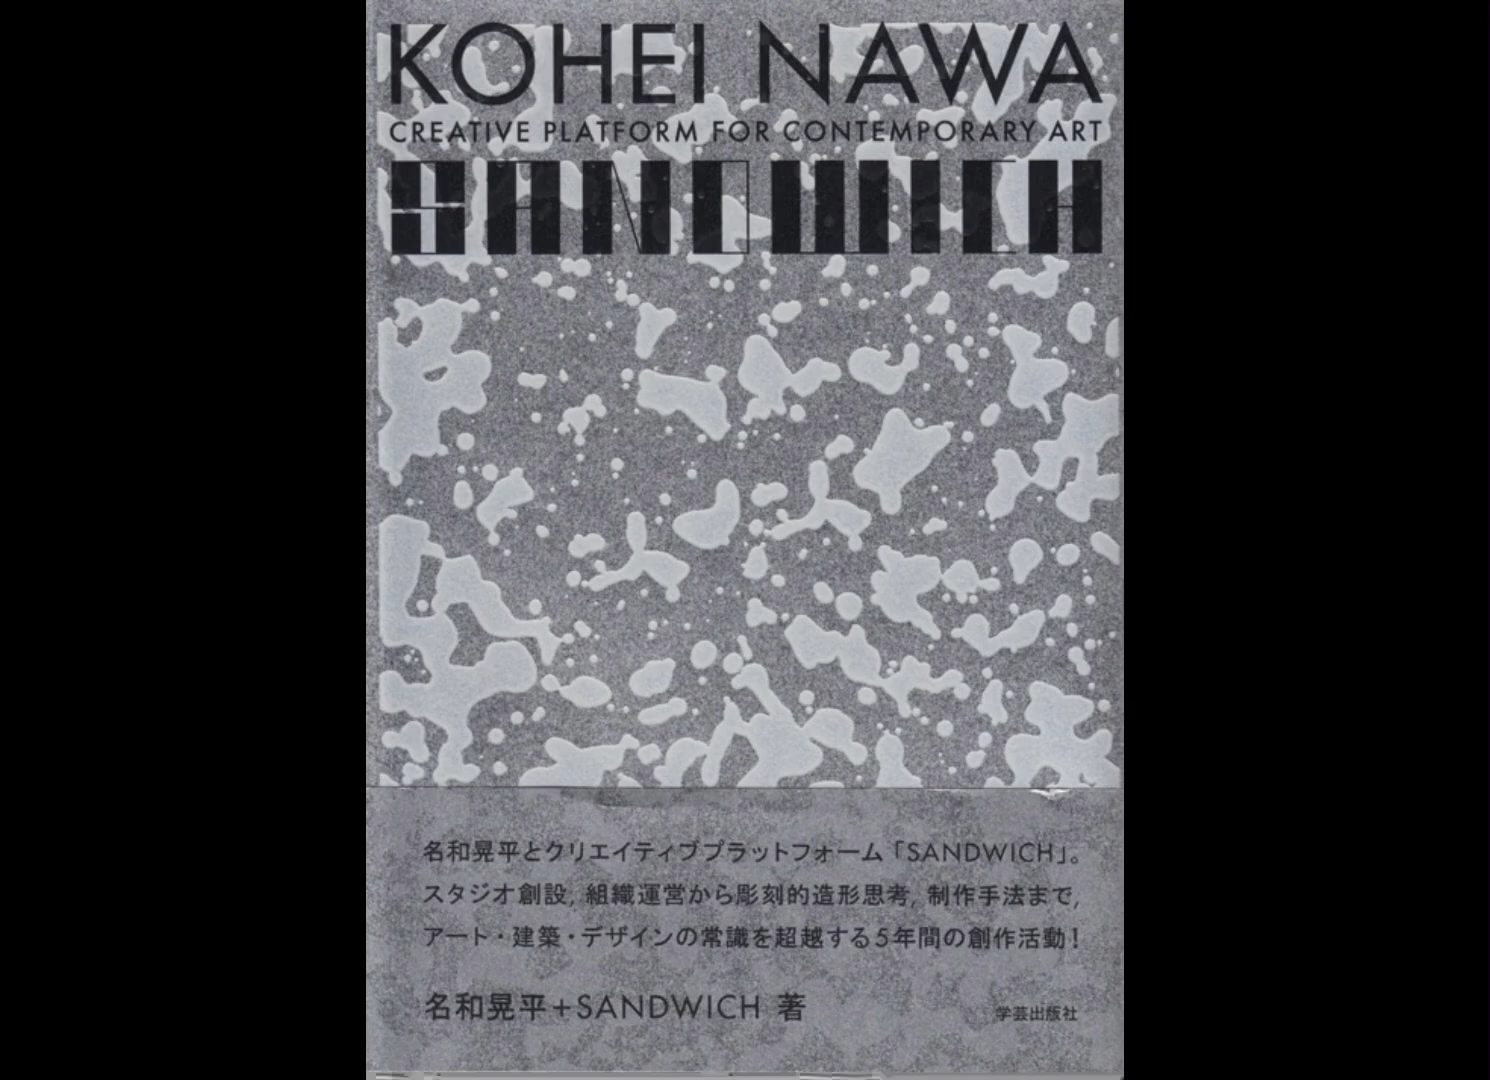 KOHEI NAWA
CREATIVE PLATFORM FOR CONTEMPORARY ART
SANDWICH
名和晃平とクリエイティブプラットフォーム「SANDWICH」。
スタジオ創設, 組織運営から彫刻的造形思考, 制作手法まで,
アート・建築・デザインの常識を超越する5年間の創作活動！
名和晃平+SANDWICH 著
学芸出版社